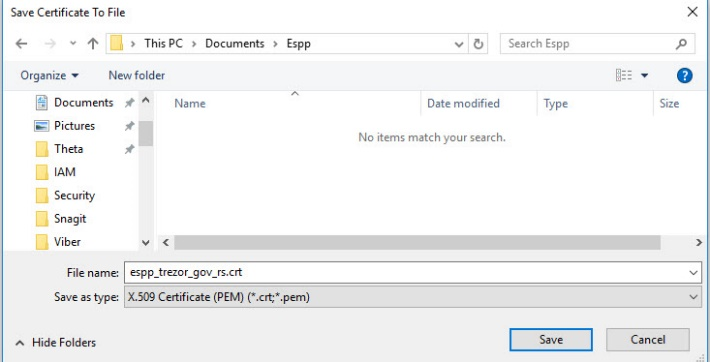 Save Certificate To File
This PC > Documents > Espp
Search Espp
Organize
New folder
?
Name
Date modified
Type
Size
Documents
Pictures
Theta
IAM
Security
Snagit
Viber
No items match your search.
File name: espp_trezor_gov_rs.crt
Save as type: X.509 Certificate (PEM) (*.crt;*.pem)
Hide Folders
Save
Cancel